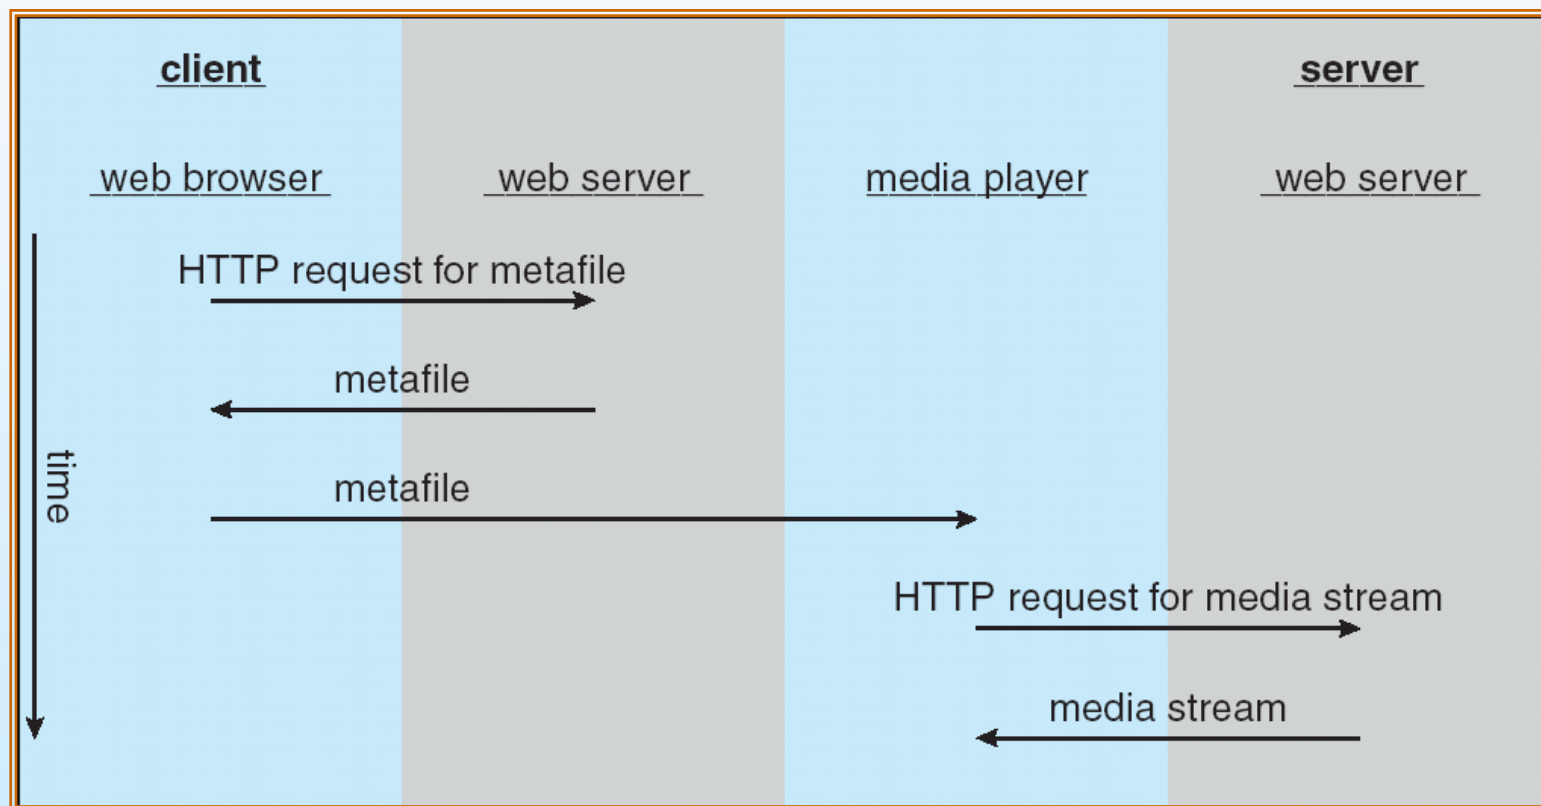 client
server
web browser
web server
media player
web server
HTTP request for metafile
metafile
time
metafile
HTTP request for media stream
media stream